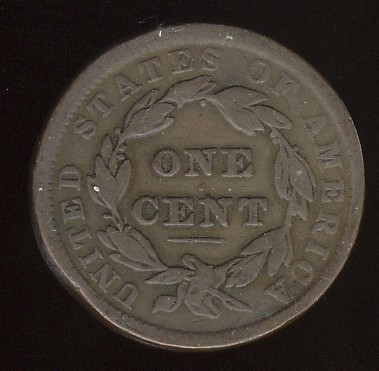 UNITED STATES OF AMERICA
ONE
CENT